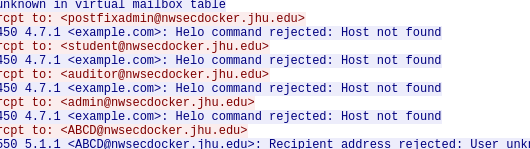 unknown in virtual mailbox table
rcpt to: <postfixadmin@nwsecdocker.jhu.edu>
450 4.7.1 <example.com>: Helo command rejected: Host not found
rcpt to: <student@nwsecdocker.jhu.edu>
450 4.7.1 <example.com>: Helo command rejected: Host not found
rcpt to: <auditor@nwsecdocker.jhu.edu>
450 4.7.1 <example.com>: Helo command rejected: Host not found
rcpt to: <admin@nwsecdocker.jhu.edu>
450 4.7.1 <example.com>: Helo command rejected: Host not found
rcpt to: <ABCD@nwsecdocker.jhu.edu>
550 5.1.1 <ABCD@nwsecdocker.jhu.edu>: Recipient address rejected: User